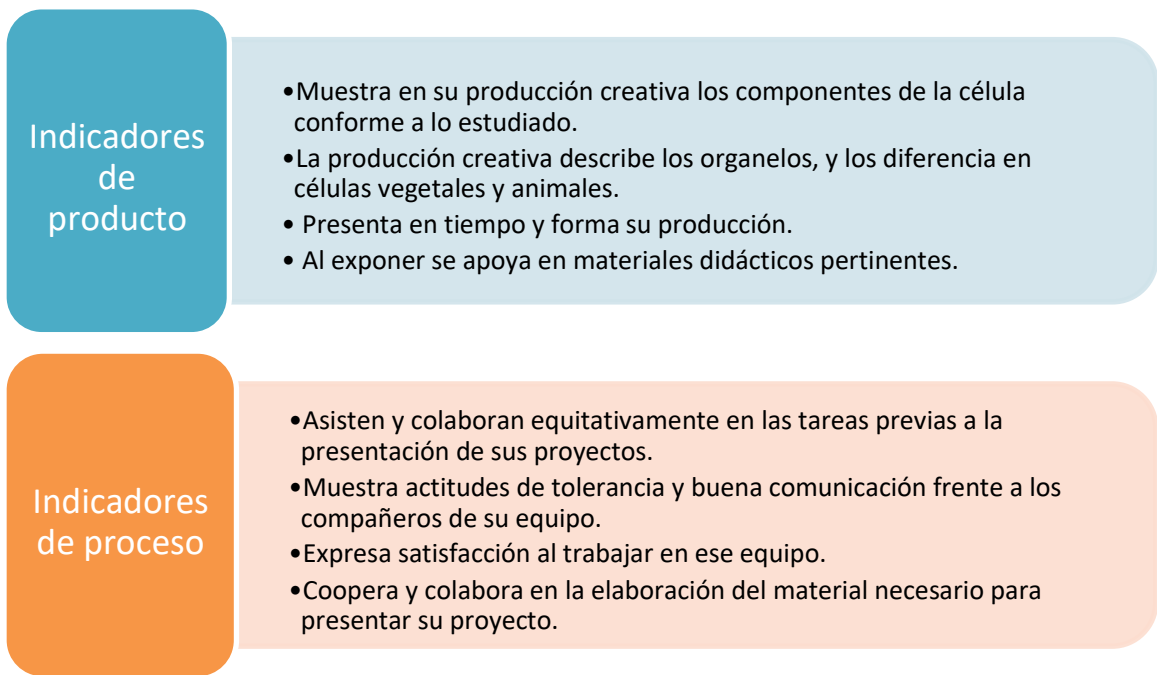 Indicadores
de
producto
•Muestra en su producción creativa los componentes de la célula
conforme a lo estudiado.
•La producción creativa describe los organelos, y los diferencia en
células vegetales y animales.
• Presenta en tiempo y forma su producción.
• Al exponer se apoya en materiales didácticos pertinentes.
Indicadores
de proceso
•Asisten y colaboran equitativamente en las tareas previas a la
presentación de sus proyectos.
•Muestra actitudes de tolerancia y buena comunicación frente a los
compañeros de su equipo.
•Expresa satisfacción al trabajar en ese equipo.
•Coopera y colabora en la elaboración del material necesario para
presentar su proyecto.